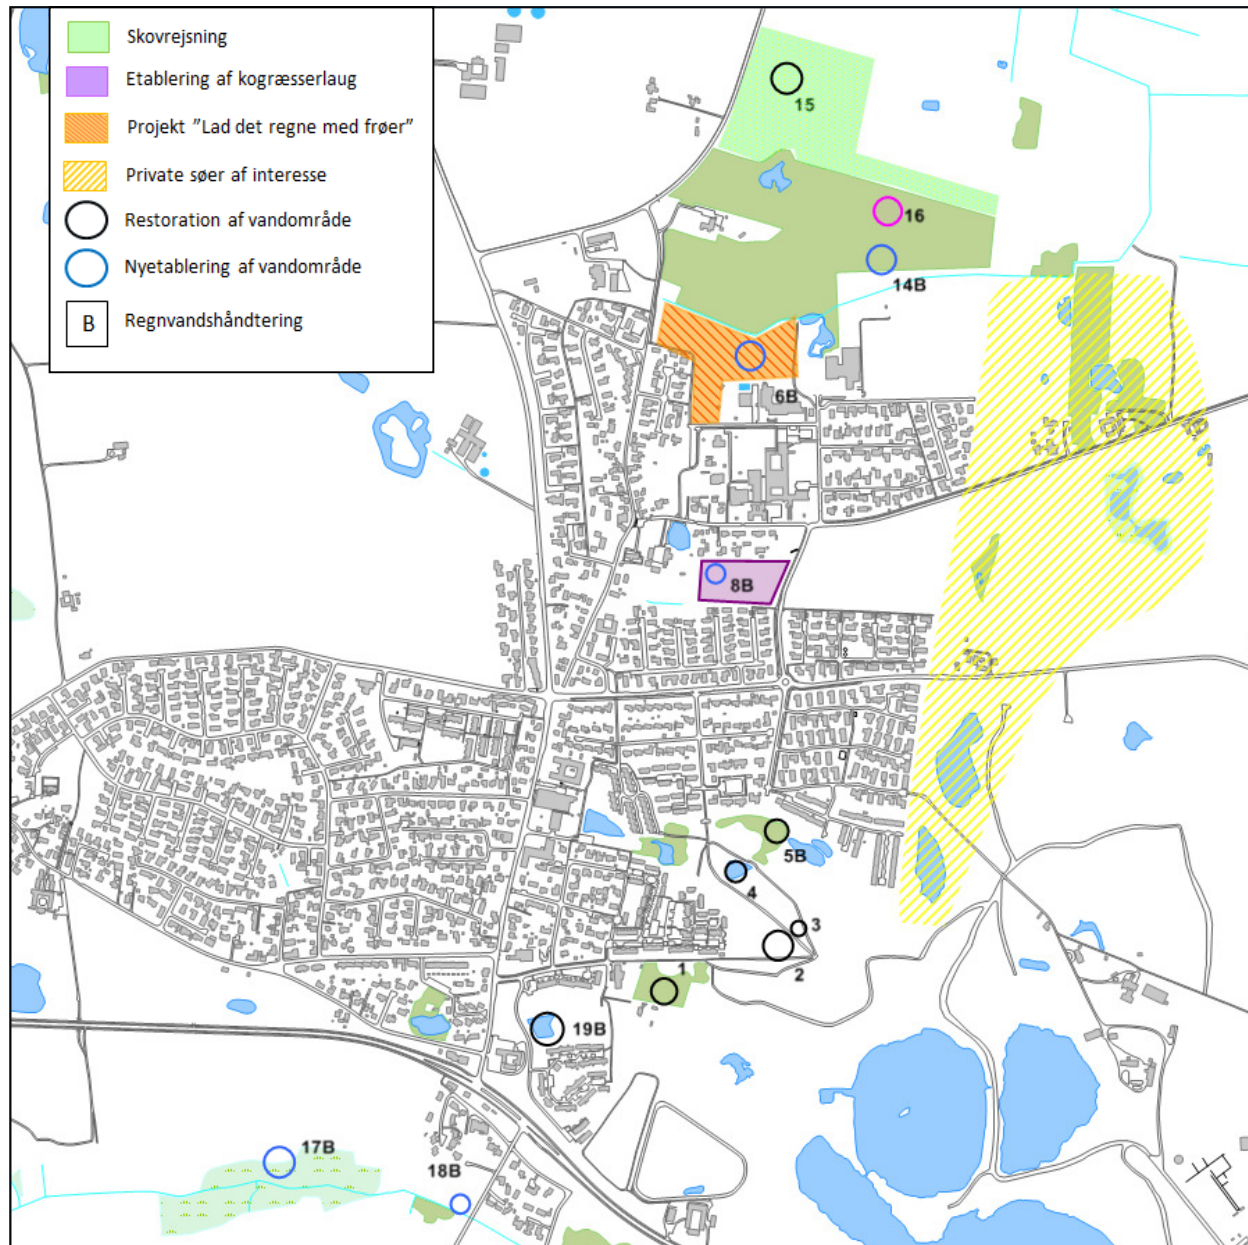 Skovrejsning
Etablering af kogræsserlaug
Projekt ”Lad det regne med frøer”
Private søer af interesse
Restoration af vandområde
Nyetablering af vandområde
B Regnvandshåndtering
15
16
14B
6B
8B
5B
4
3
2
1
19B
17B
18B